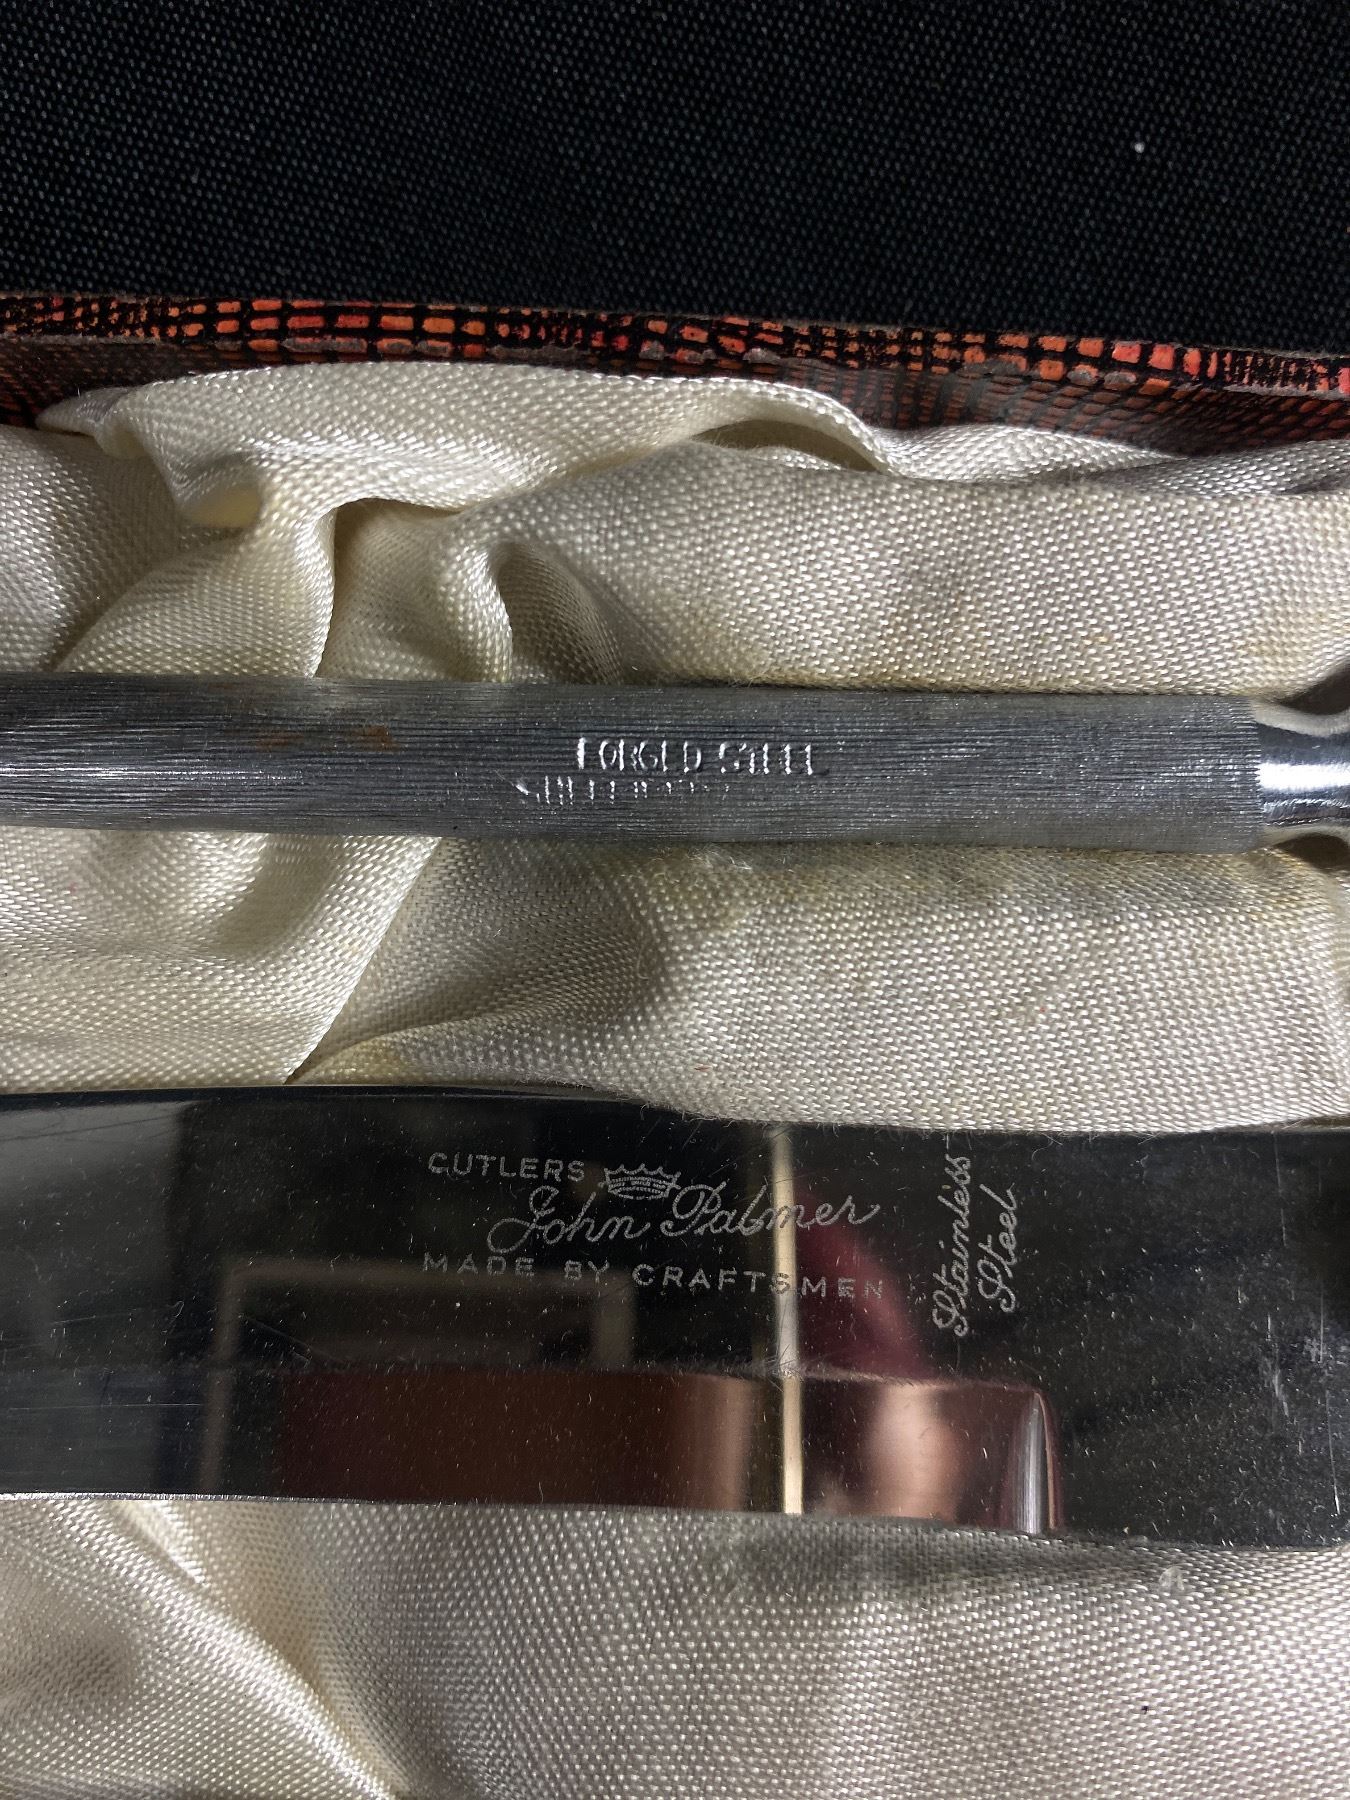 FORGED STEEL
CUTLERS
John Palmer
MADE BY CRAFTSMEN
Stainless
Steel